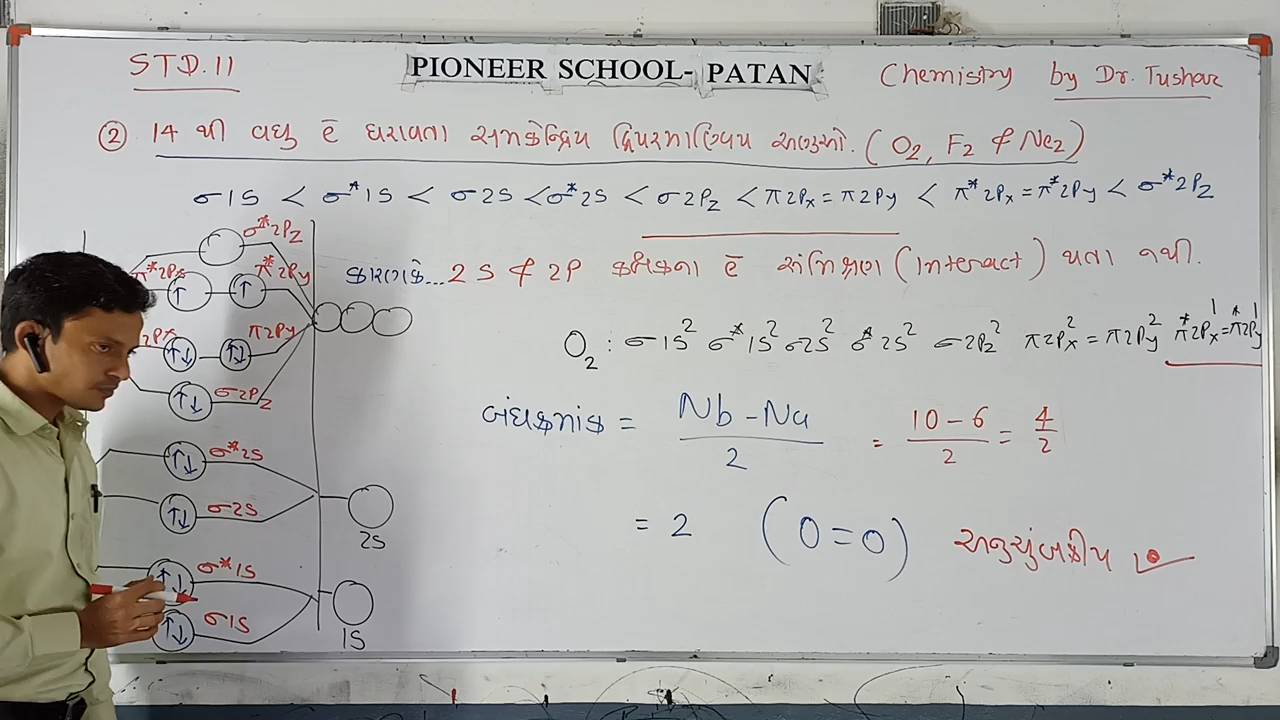 STD.11
PIONEER SCHOOL- PATAN
Chemistry by Dr. Tushar
② 14 થી વધુ ē ધરાવતા સમકેન્દ્રિય દ્વિપરમાણ્વિય અણુઓ. (O₂, F₂ & Ne₂)
σ1S < σ*1S < σ2S < σ*2S < σ2Pz < π2Px = π2Py < π*2Px = π*2Py < σ*2Pz
કારણકે... 2S & 2P કક્ષકના ē સંમિશ્રણ (Interact) થતા નથી.
O₂ : σ1S² σ*1S² σ2S² σ*2S² σ2Pz² π2Px² = π2Py² π*2Px¹ = π*2Py¹
બંધક્રમાંક = Nb - Na / 2 = 10 - 6 / 2 = 4 / 2
= 2 (O=O) અનુચુંબકીય
σ*2Pz
π*2Px π*2Py
2Px π2Py
σ2Pz
σ*2S
σ2S
2S
σ*1S
σ1S
1S